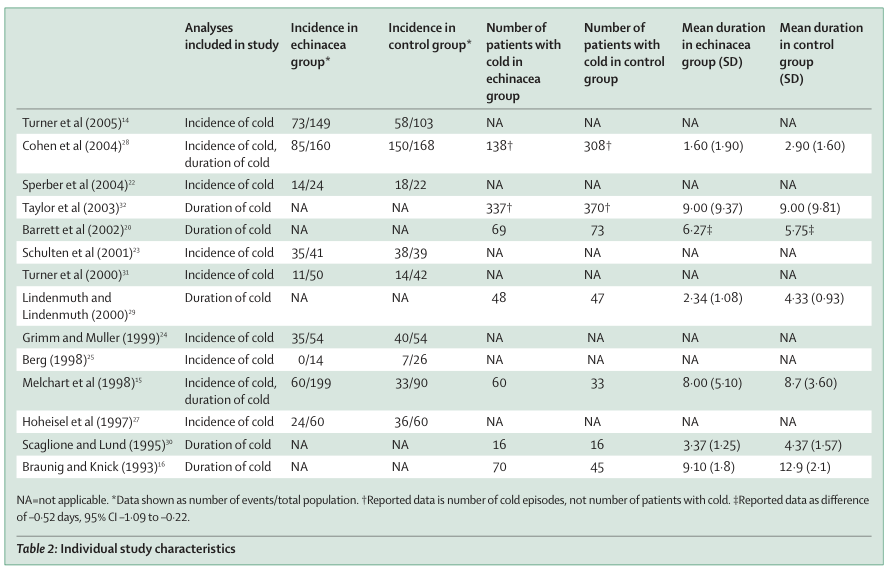 Analyses included in study | Incidence in echinacea group* | Incidence in control group* | Number of patients with cold in echinacea group | Number of patients with cold in control group | Mean duration in echinacea group (SD) | Mean duration in control group (SD)
Turner et al (2005)14 Incidence of cold 73/149 58/103 NA NA NA NA
Cohen et al (2004)28 Incidence of cold, duration of cold 85/160 150/168 138† 308† 1·60 (1·90) 2·90 (1·60)
Sperber et al (2004)22 Incidence of cold 14/24 18/22 NA NA NA NA
Taylor et al (2003)32 Duration of cold NA NA 337† 370† 9·00 (9·37) 9.00 (9·81)
Barrett et al (2002)20 Duration of cold NA NA 69 73 6·27‡ 5·75‡
Schulten et al (2001)23 Incidence of cold 35/41 38/39 NA NA NA NA
Turner et al (2000)31 Incidence of cold 11/50 14/42 NA NA NA NA
Lindenmuth and Lindenmuth (2000)29 Duration of cold NA NA 48 47 2·34 (1·08) 4·33 (0·93)
Grimm and Muller (1999)24 Incidence of cold 35/54 40/54 NA NA NA NA
Berg (1998)25 Incidence of cold 0/14 7/26 NA NA NA NA
Melchart et al (1998)15 Incidence of cold, duration of cold 60/199 33/90 60 33 8·00 (5·10) 8·7 (3·60)
Hoheisel et al (1997)27 Incidence of cold 24/60 36/60 NA NA NA NA
Scaglione and Lund (1995)30 Duration of cold NA NA 16 16 3·37 (1·25) 4·37 (1·57)
Braunig and Knick (1993)16 Duration of cold NA NA 70 45 9·10 (1·8) 12·9 (2·1)
NA=not applicable. *Data shown as number of events/total population. †Reported data is number of cold episodes, not number of patients with cold. ‡Reported data as difference
of –0·52 days, 95% CI –1·09 to –0·22.
Table 2: Individual study characteristics